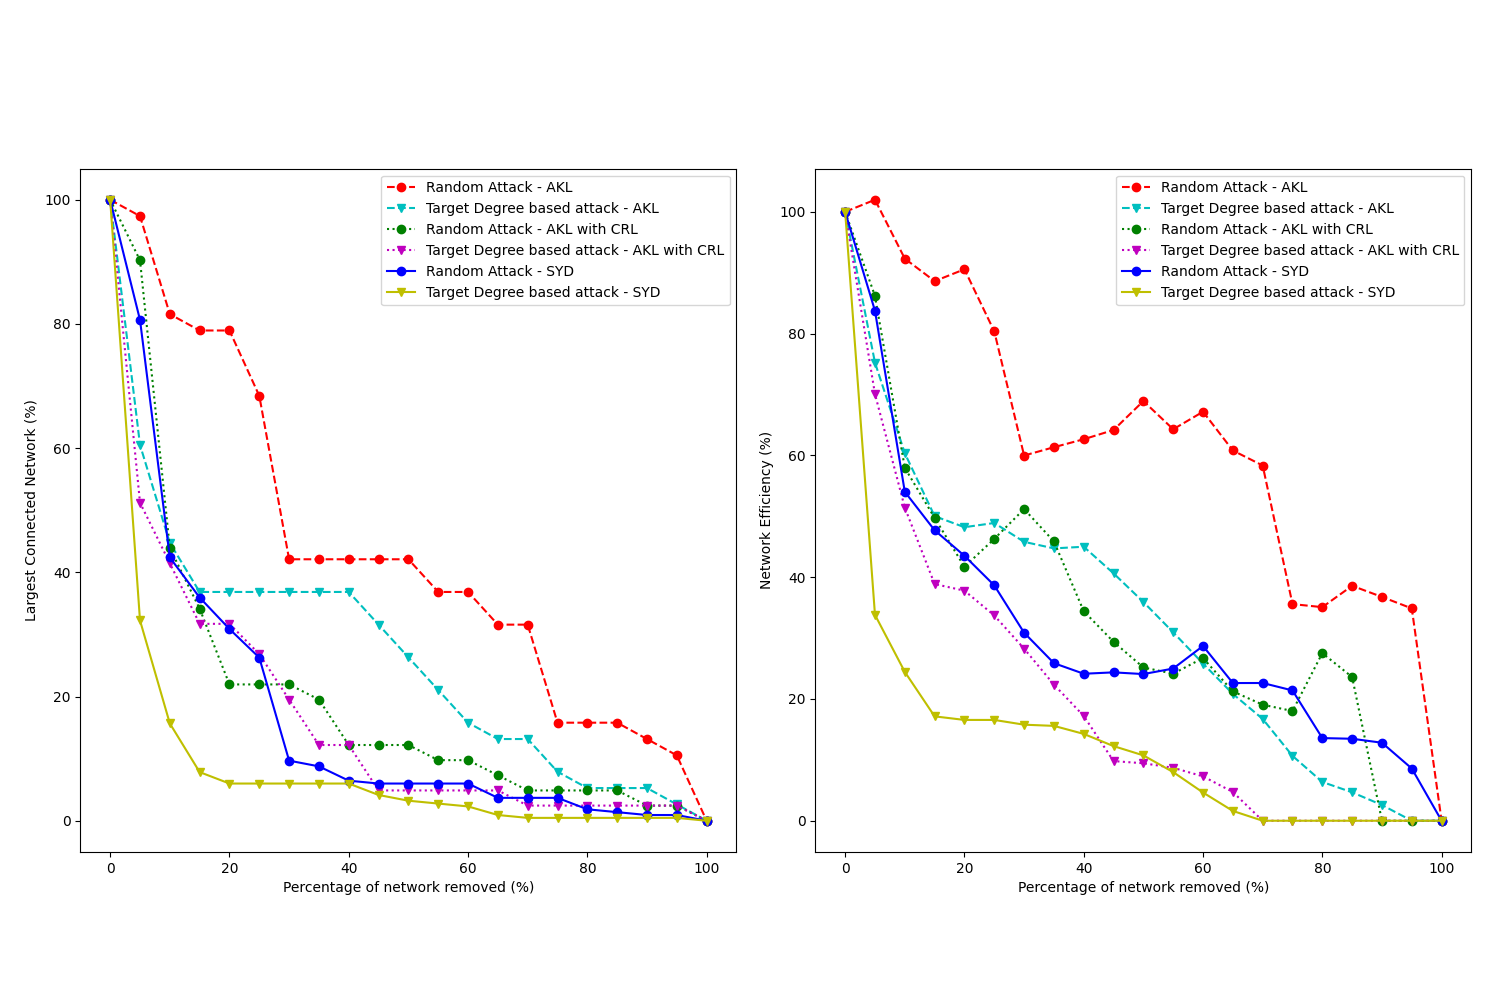 Random Attack - AKL
Target Degree based attack - AKL
Random Attack - AKL with CRL
Target Degree based attack - AKL with CRL
Random Attack - SYD
Target Degree based attack - SYD
100
80
60
40
20
0
Largest Connected Network (%)
0 20 40 60 80 100
Percentage of network removed (%)
Random Attack - AKL
Target Degree based attack - AKL
Random Attack - AKL with CRL
Target Degree based attack - AKL with CRL
Random Attack - SYD
Target Degree based attack - SYD
100
80
60
40
20
0
Network Efficiency (%)
0 20 40 60 80 100
Percentage of network removed (%)